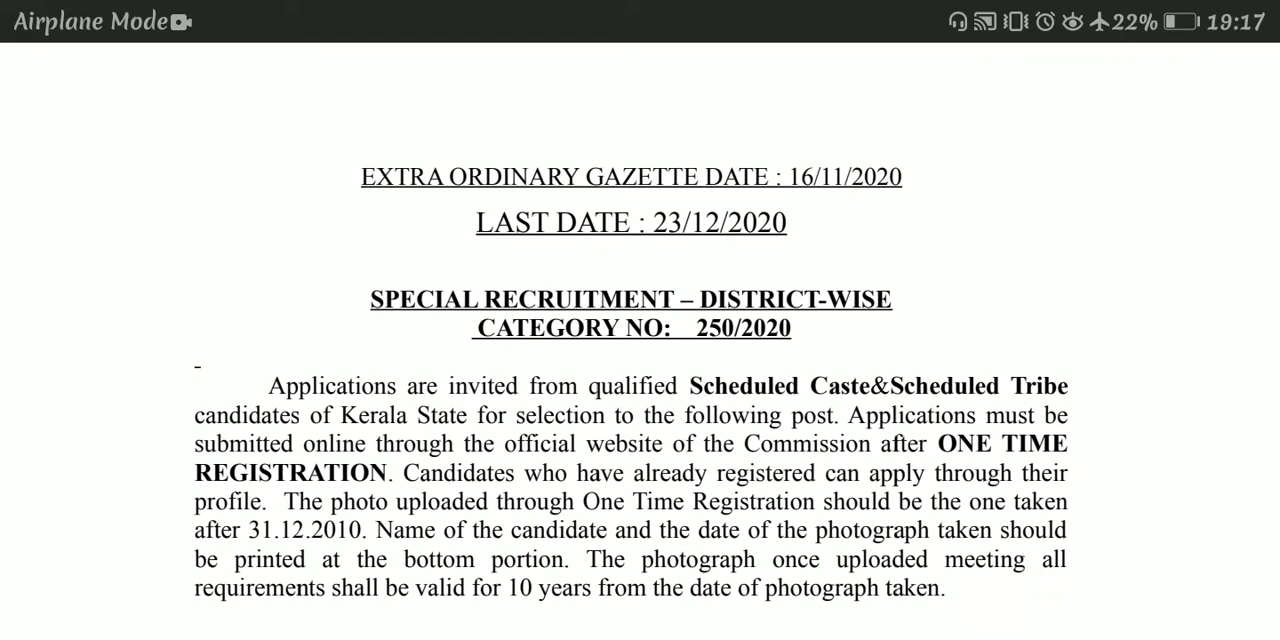 Airplane Mode 22% 19:17
EXTRA ORDINARY GAZETTE DATE : 16/11/2020
LAST DATE : 23/12/2020
SPECIAL RECRUITMENT – DISTRICT-WISE
CATEGORY NO: 250/2020
-
Applications are invited from qualified Scheduled Caste&Scheduled Tribe
candidates of Kerala State for selection to the following post. Applications must be
submitted online through the official website of the Commission after ONE TIME
REGISTRATION. Candidates who have already registered can apply through their
profile. The photo uploaded through One Time Registration should be the one taken
after 31.12.2010. Name of the candidate and the date of the photograph taken should
be printed at the bottom portion. The photograph once uploaded meeting all
requirements shall be valid for 10 years from the date of photograph taken.